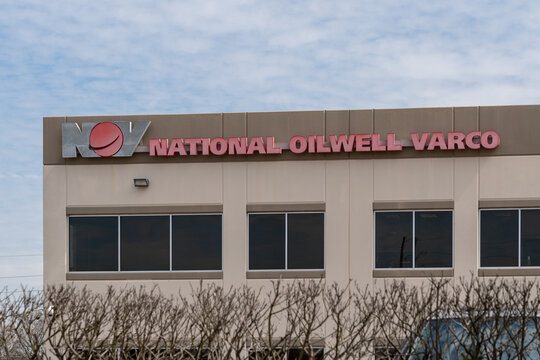 NOV NATIONAL OILWELL VARCO